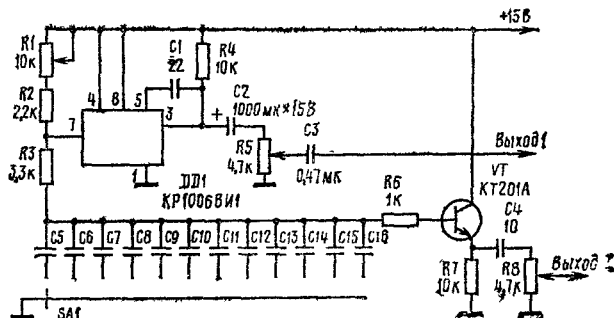 +15В
R1
10к
R2
2,2к
R3
3,3к
7
4
8
5
3
1
C1
22
R4
10к
+
C2
1000мк×15В
R5
4,7к
C3
0,47мк
Выход1
DD1
КР1006ВИ1
R6
1к
VT
КТ201А
C4
10
R7
10к
R8
4,7к
Выход 2
C5 C6 C7 C8 C9 C10 C11 C12 C13 C14 C15 C16
SA1